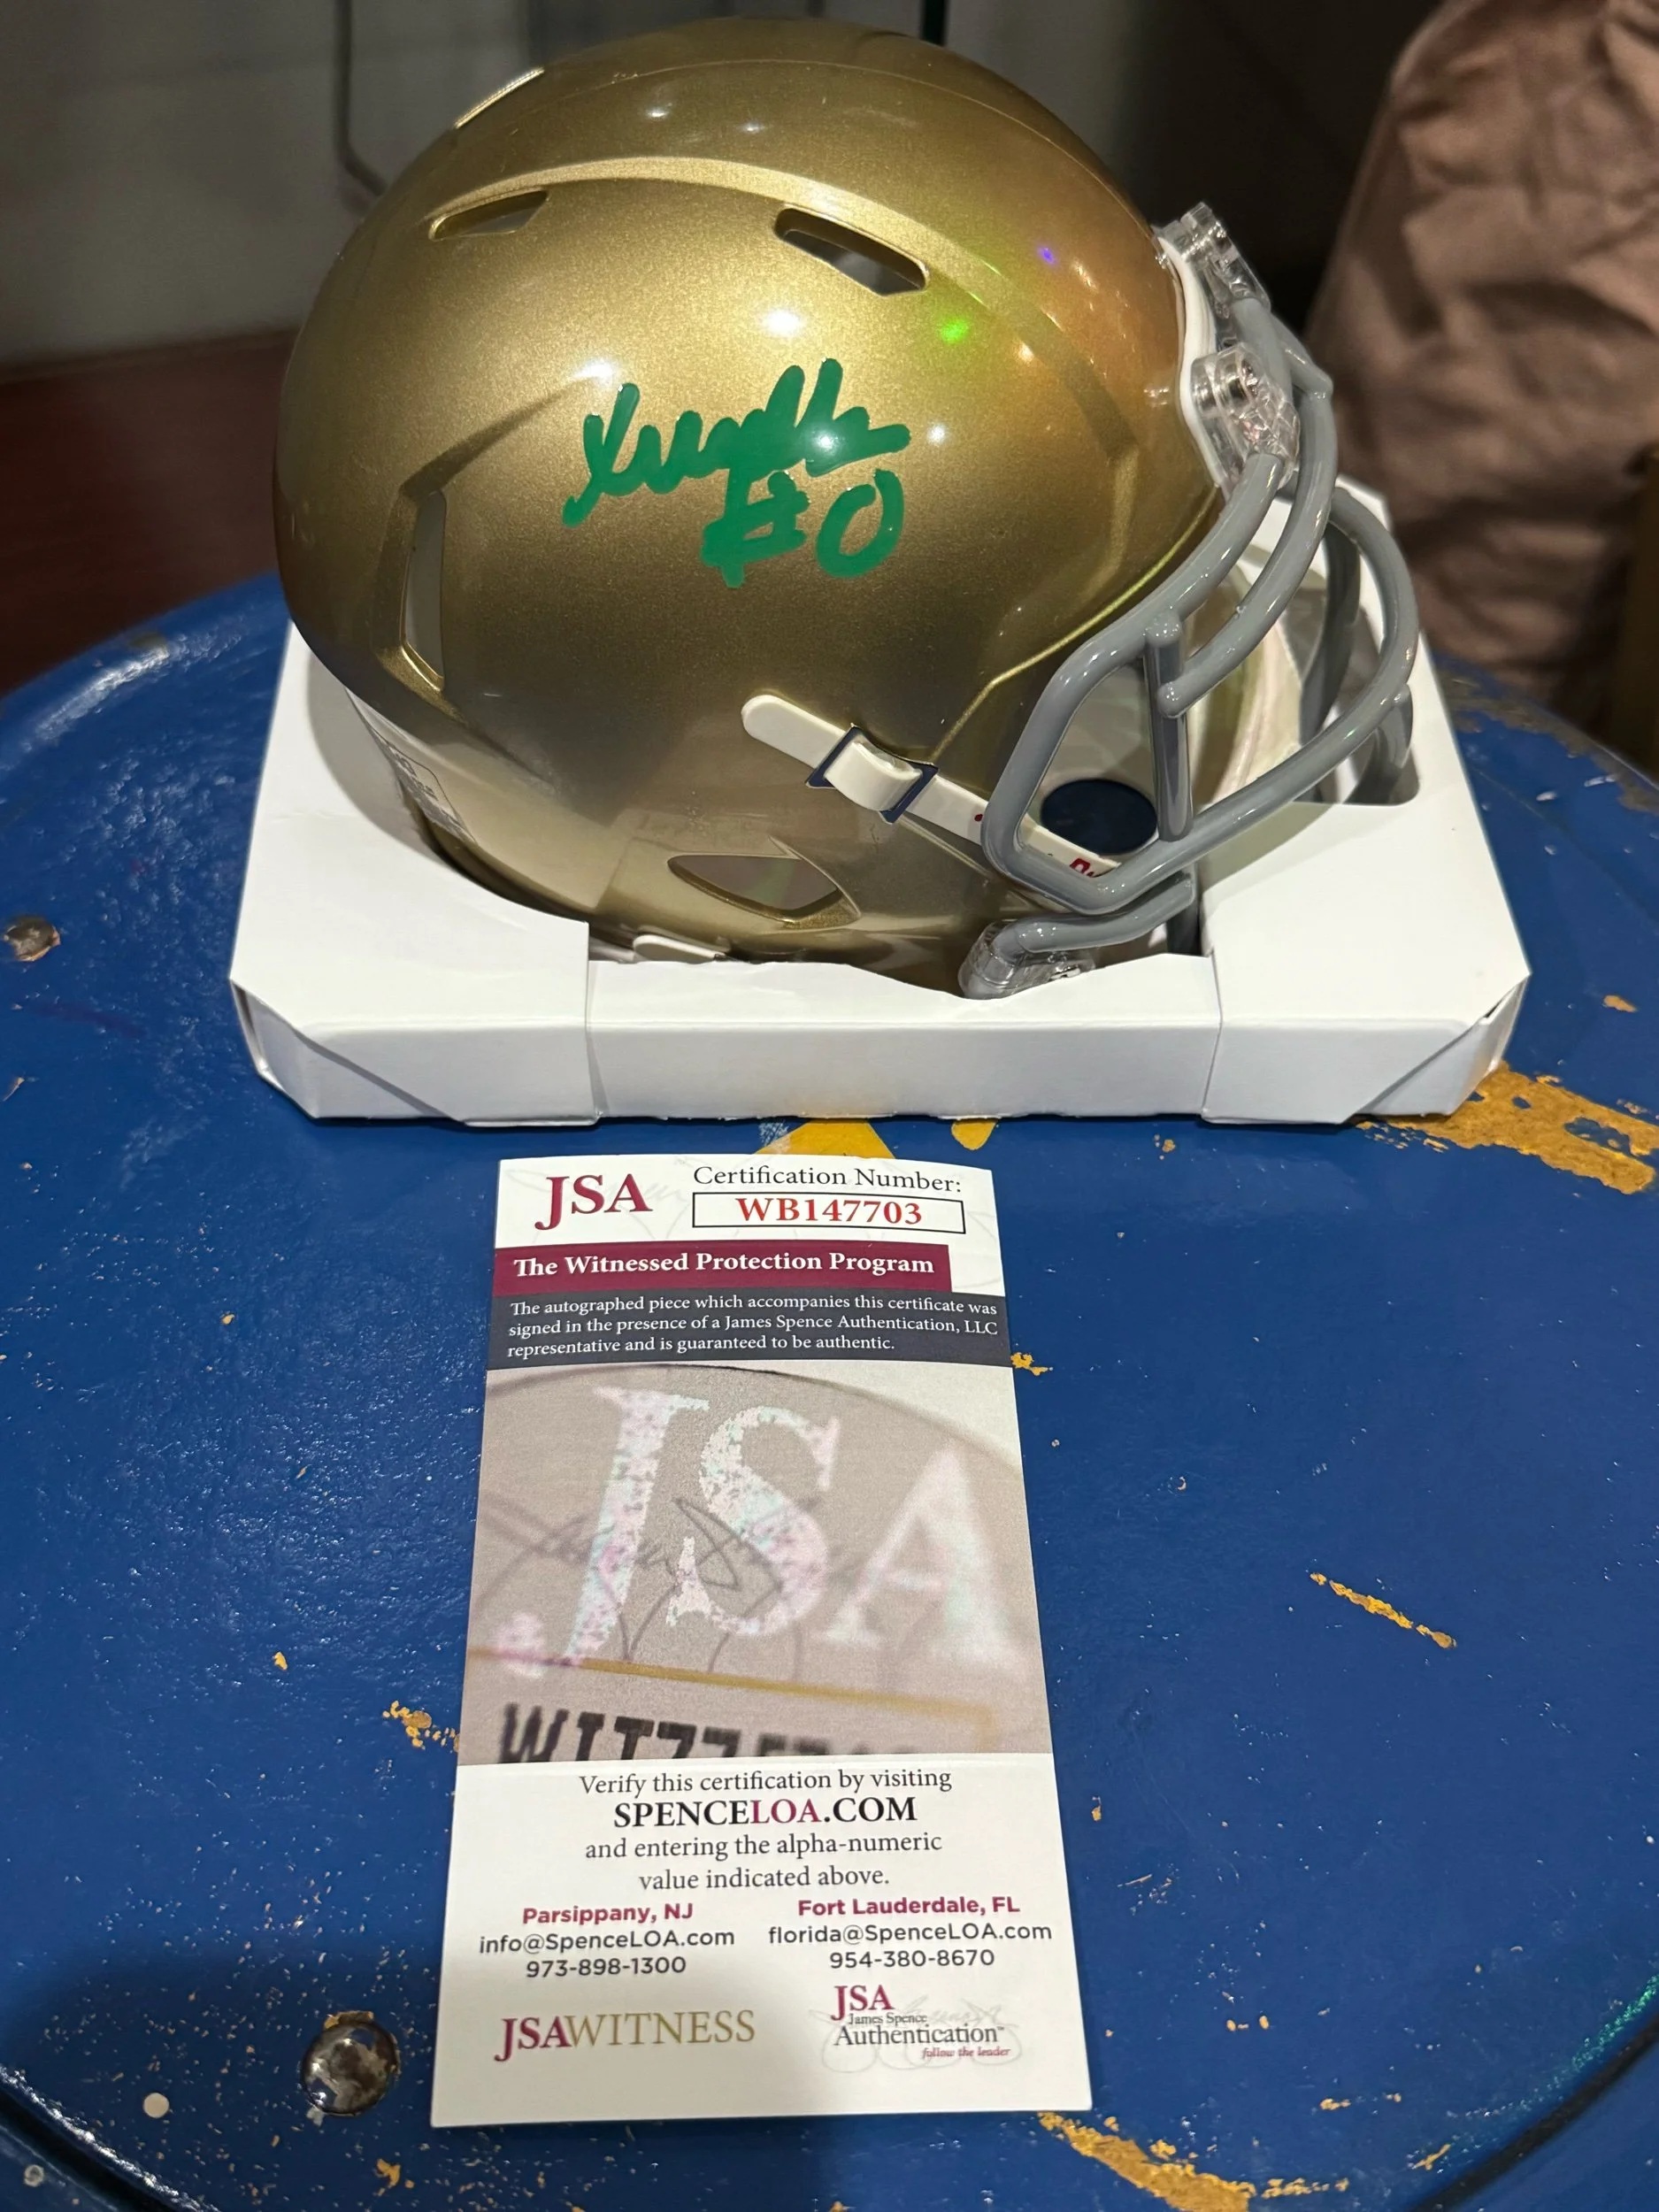 #0
JSA
Certification Number:
WB147703
The Witnessed Protection Program
The autographed piece which accompanies this certificate was
signed in the presence of a James Spence Authentication, LLC
representative and is guaranteed to be authentic.
JSA
Verify this certification by visiting
SPENCELOA.COM
and entering the alpha-numeric
value indicated above.
Parsippany, NJ
info@SpenceLOA.com
973-898-1300
Fort Lauderdale, FL
florida@SpenceLOA.com
954-380-8670
JSAWITNESS
JSA
James Spence
Authentication™
follow the leader